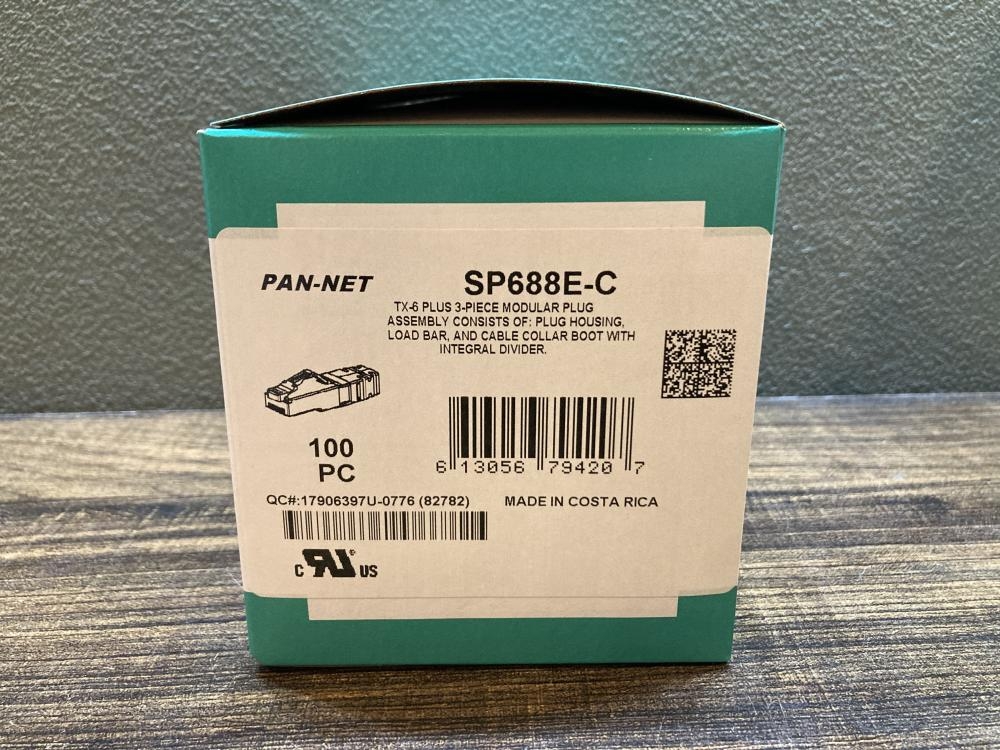 PAN-NET
SP688E-C
TX-6 PLUS 3-PIECE MODULAR PLUG
ASSEMBLY CONSISTS OF: PLUG HOUSING,
LOAD BAR, AND CABLE COLLAR BOOT WITH
INTEGRAL DIVIDER.
100
PC
6 13056 79420 7
QC#:17906397U-0776 (82782)
MADE IN COSTA RICA
C RU ® US